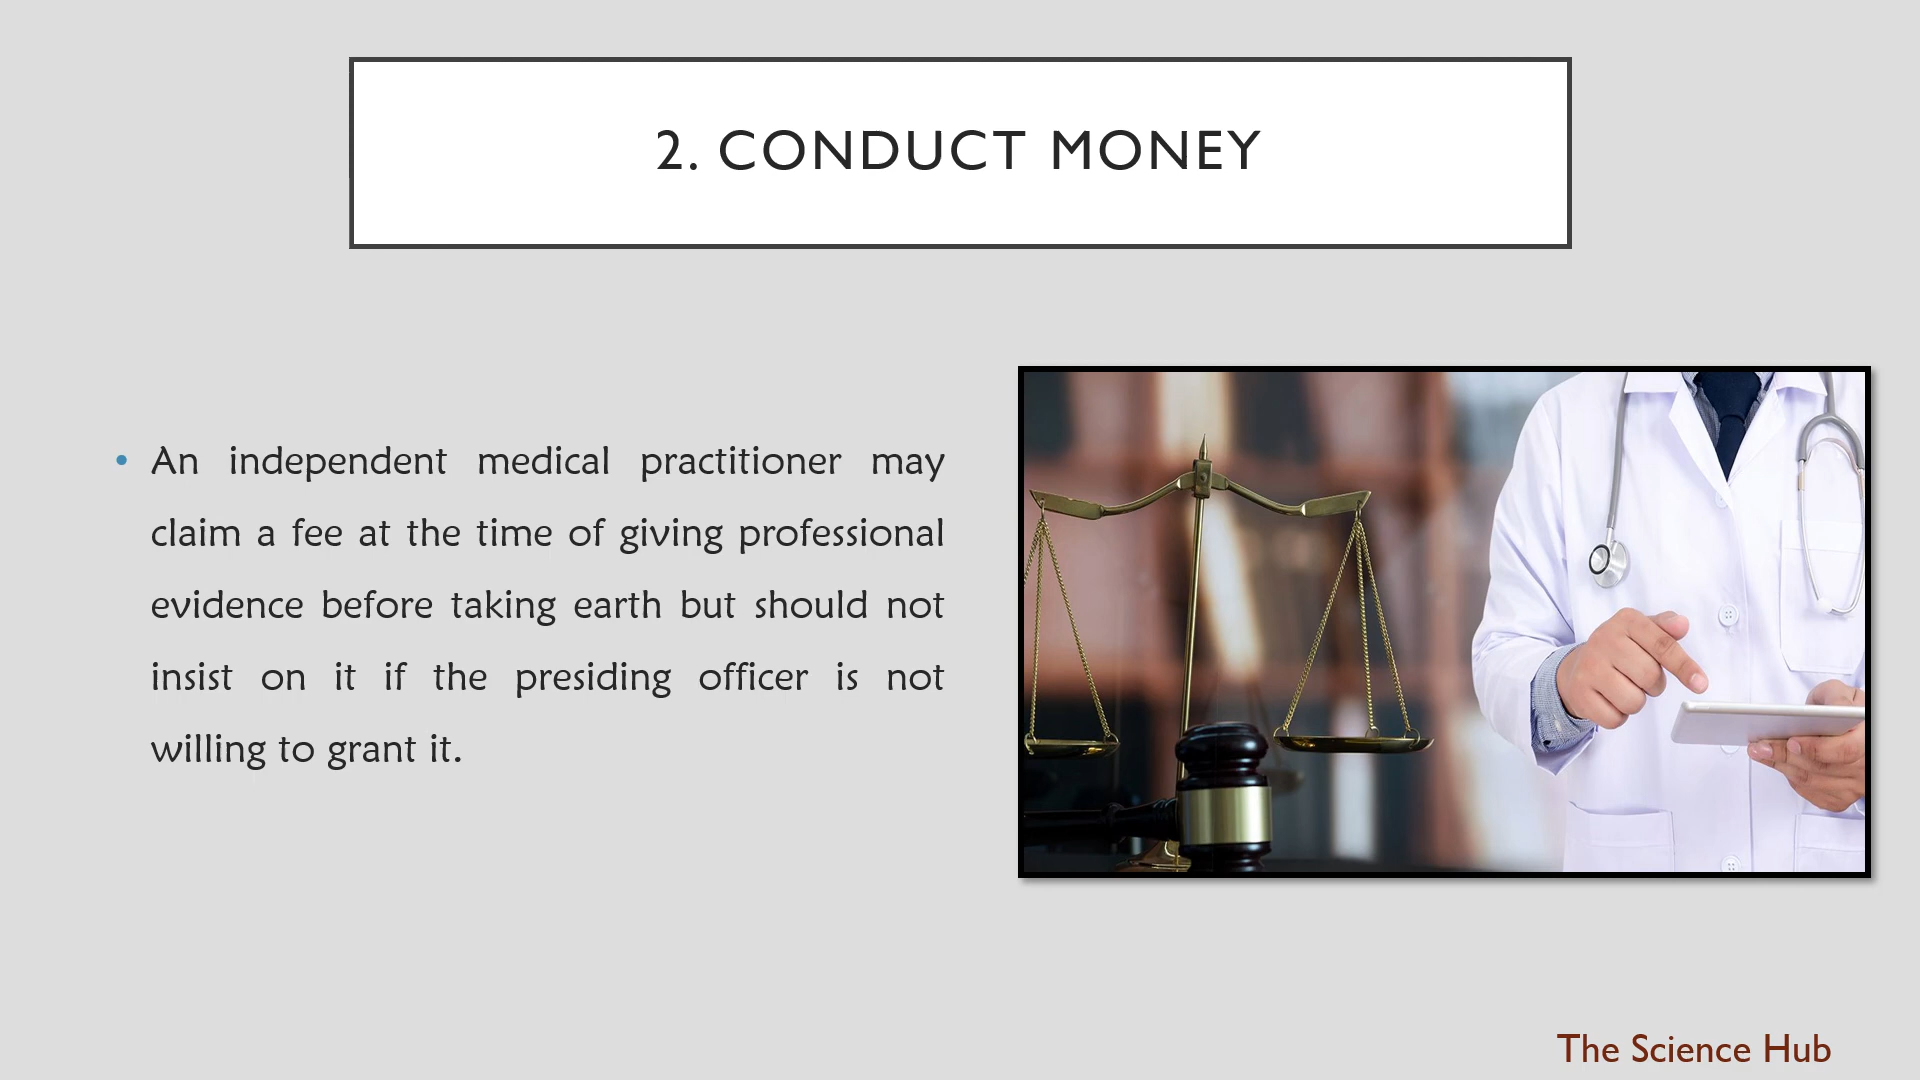 2. CONDUCT MONEY
• An independent medical practitioner may
claim a fee at the time of giving professional
evidence before taking earth but should not
insist on it if the presiding officer is not
willing to grant it.
The Science Hub